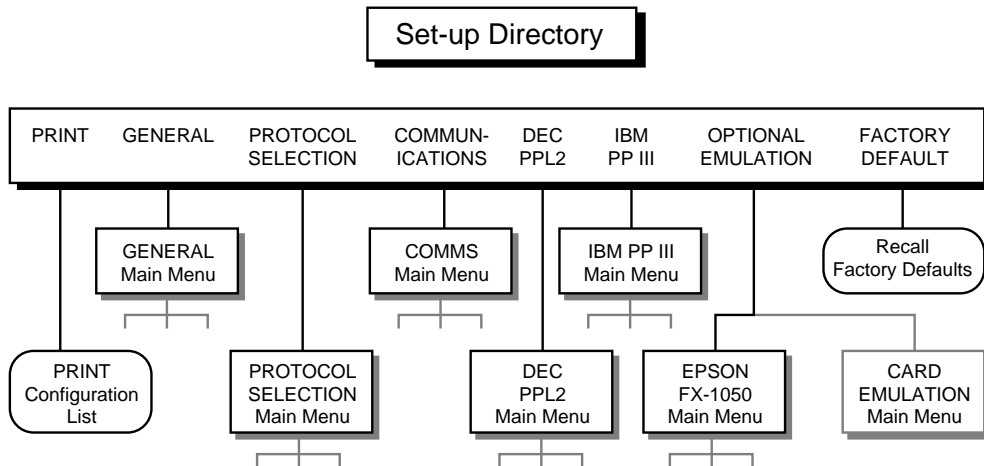 Set-up Directory
PRINT
GENERAL
PROTOCOL
SELECTION
COMMUN-
ICATIONS
DEC
PPL2
IBM
PP III
OPTIONAL
EMULATION
FACTORY
DEFAULT
GENERAL
Main Menu
COMMS
Main Menu
IBM PP III
Main Menu
Recall
Factory Defaults
PRINT
Configuration
List
PROTOCOL
SELECTION
Main Menu
DEC
PPL2
Main Menu
EPSON
FX-1050
Main Menu
CARD
EMULATION
Main Menu